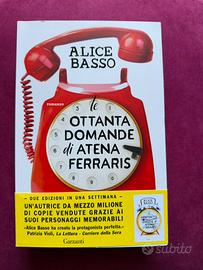 ALICE
BASSO
romanzo
le
OTTANTA
DOMANDE
di ATENA
FERRARIS
DUE EDIZIONI IN UNA SETTIMANA
UN'AUTRICE DA MEZZO MILIONE
DI COPIE VENDUTE GRAZIE AI
SUOI PERSONAGGI MEMORABILI
«Alice Basso ha creato la protagonista perfetta.»
Patrizia Violi, La Lettura - Corriere della Sera
Garzanti
subito